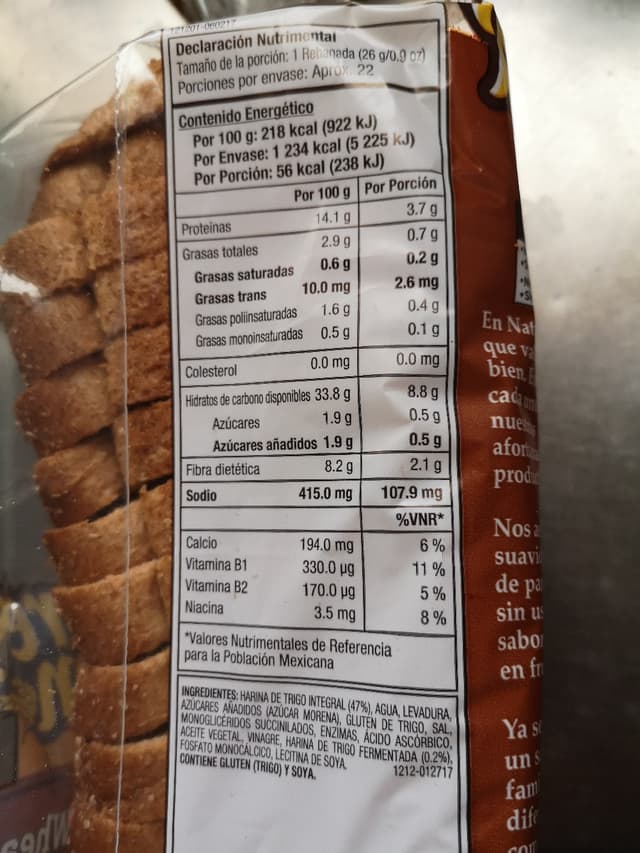 121201-060217
Declaración Nutrimental
Tamaño de la porción: 1 Rebanada (26 g/0.9 oz)
Porciones por envase: Aprox. 22
Contenido Energético
Por 100 g: 218 kcal (922 kJ)
Por Envase: 1 234 kcal (5 225 kJ)
Por Porción: 56 kcal (238 kJ)
Por 100 g Por Porción
Proteínas 14.1 g 3.7 g
Grasas totales 2.9 g 0.7 g
Grasas saturadas 0.6 g 0.2 g
Grasas trans 10.0 mg 2.6 mg
Grasas poliinsaturadas 1.6 g 0.4 g
Grasas monoinsaturadas 0.5 g 0.1 g
Colesterol 0.0 mg 0.0 mg
Hidratos de carbono disponibles 33.8 g 8.8 g
Azúcares 1.9 g 0.5 g
Azúcares añadidos 1.9 g 0.5 g
Fibra dietética 8.2 g 2.1 g
Sodio 415.0 mg 107.9 mg
%VNR*
Calcio 194.0 mg 6 %
Vitamina B1 330.0 µg 11 %
Vitamina B2 170.0 µg 5 %
Niacina 3.5 mg 8 %
*Valores Nutrimentales de Referencia
para la Población Mexicana
INGREDIENTES: HARINA DE TRIGO INTEGRAL (47%), AGUA, LEVADURA,
AZÚCARES AÑADIDOS (AZÚCAR MORENA), GLUTEN DE TRIGO, SAL,
MONOGLICÉRIDOS SUCCINILADOS, ENZIMAS, ÁCIDO ASCÓRBICO,
ACEITE VEGETAL, VINAGRE, HARINA DE TRIGO FERMENTADA (0.2%),
FOSFATO MONOCÁLCICO, LECITINA DE SOYA.
CONTIENE GLUTEN (TRIGO) Y SOYA.
1212-012717
En Nat
que va
bien. E
cada
nue
afor
produ
Nos a
suavi
de pa
sin us
sabor
en fr
Ya s
un s
fam
dife
com